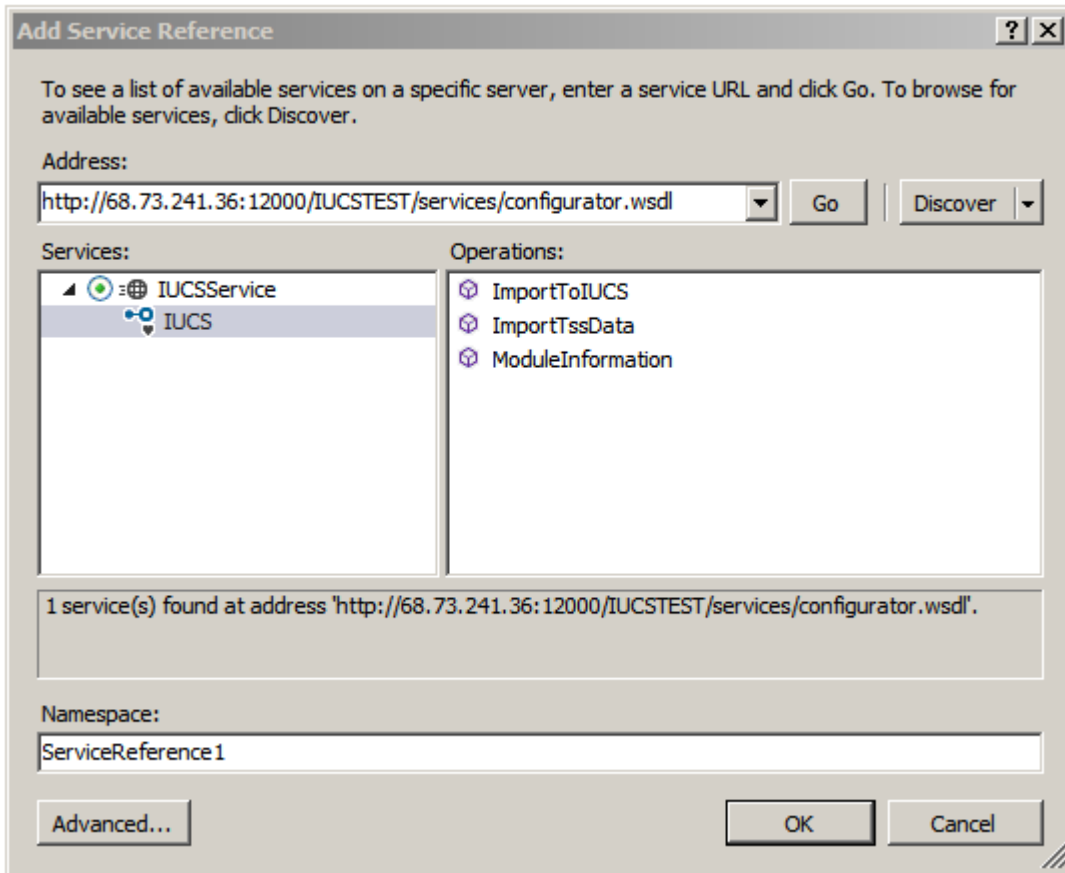 Add Service Reference
To see a list of available services on a specific server, enter a service URL and click Go. To browse for
available services, click Discover.
Address:
http://68.73.241.36:12000/IUCSTEST/services/configurator.wsdl
Go
Discover
Services:
IUCSService
IUCS
Operations:
ImportToIUCS
ImportTssData
ModuleInformation
1 service(s) found at address 'http://68.73.241.36:12000/IUCSTEST/services/configurator.wsdl'.
Namespace:
ServiceReference1
Advanced...
OK
Cancel